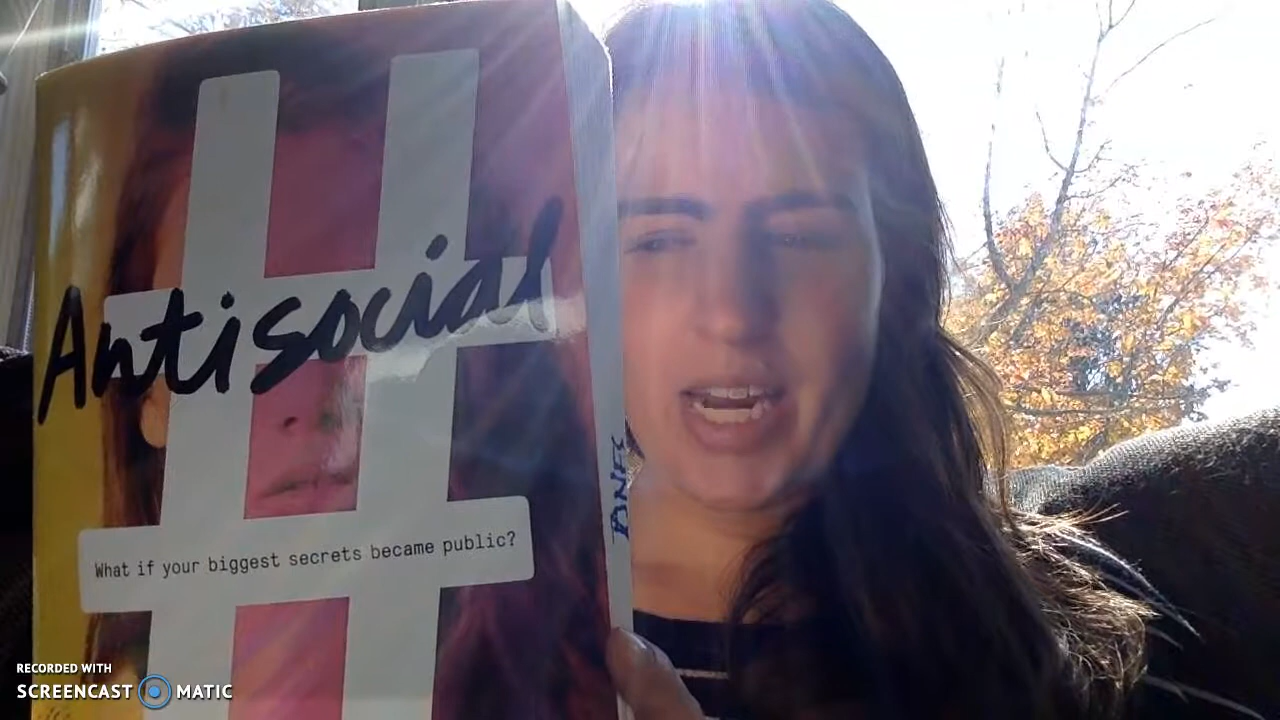 Antisocial
What if your biggest secrets became public?
RECORDED WITH
SCREENCAST MATIC